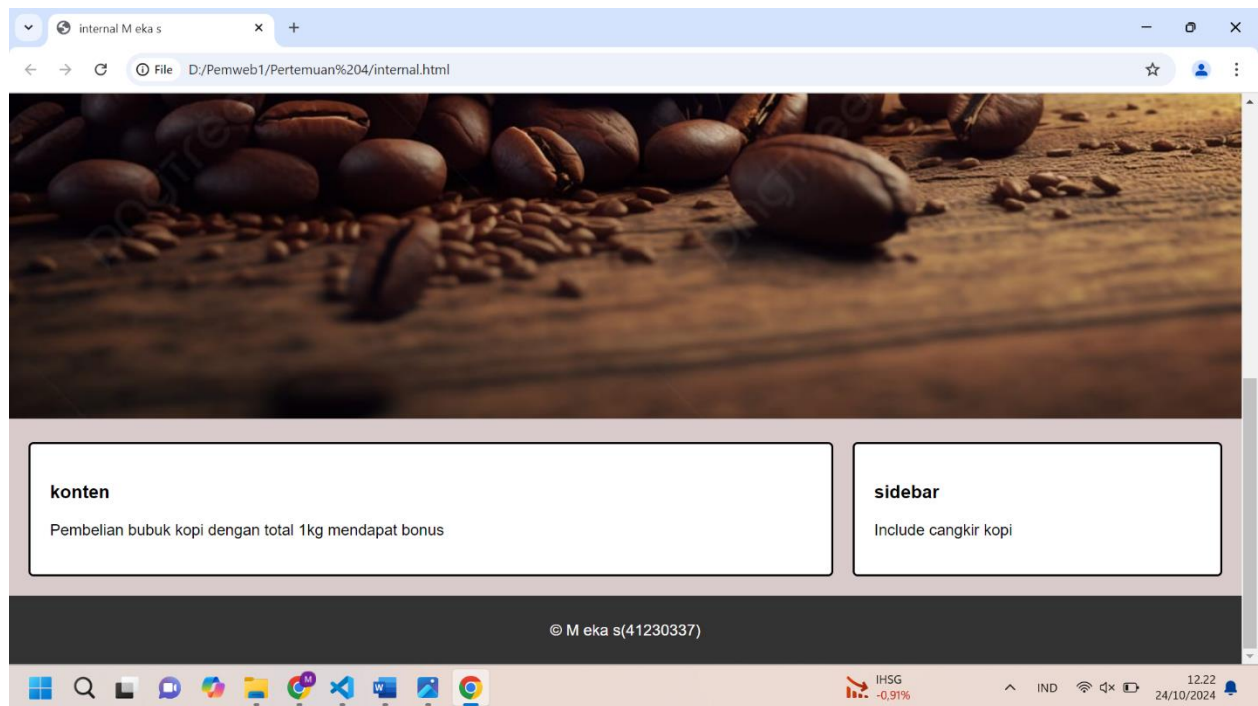 internal M eka s
File D:/Pemweb1/Pertemuan%204/internal.html
konten
Pembelian bubuk kopi dengan total 1kg mendapat bonus
sidebar
Include cangkir kopi
© M eka s(41230337)
M
IHSG
-0,91%
IND
12.22
24/10/2024